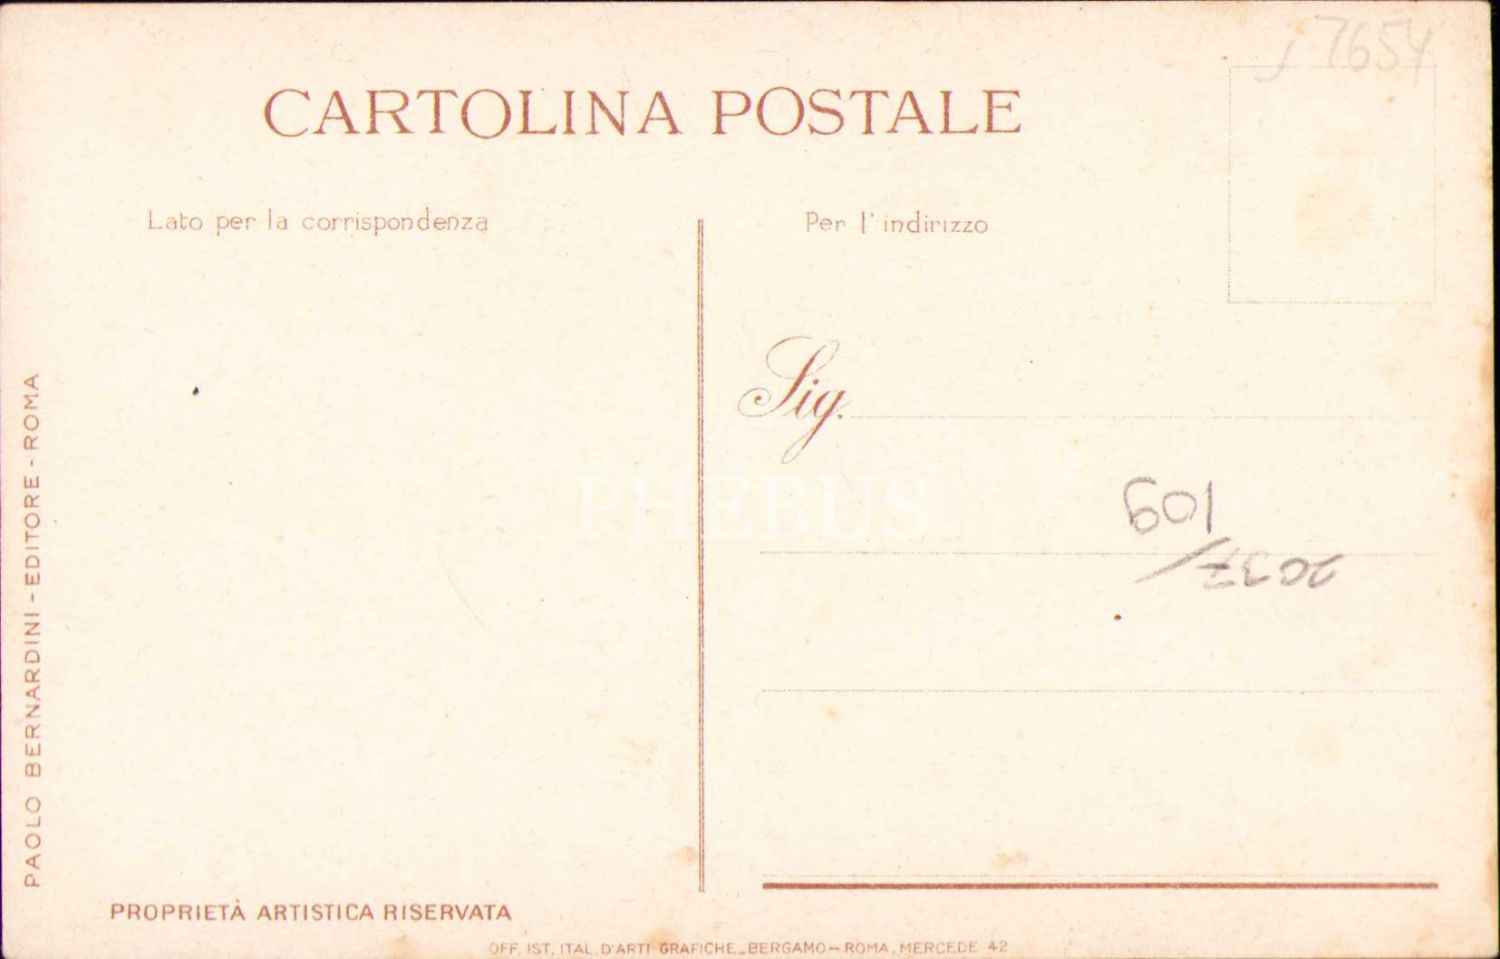 j 7654
CARTOLINA POSTALE
Lato per la corrispondenza
Per l'indirizzo
Sig.
PHEBUS
109
2037
PAOLO BERNARDINI - EDITORE - ROMA
PROPRIETÀ ARTISTICA RISERVATA
OFF. IST. ITAL. D'ARTI GRAFICHE_BERGAMO - ROMA, MERCEDE 42